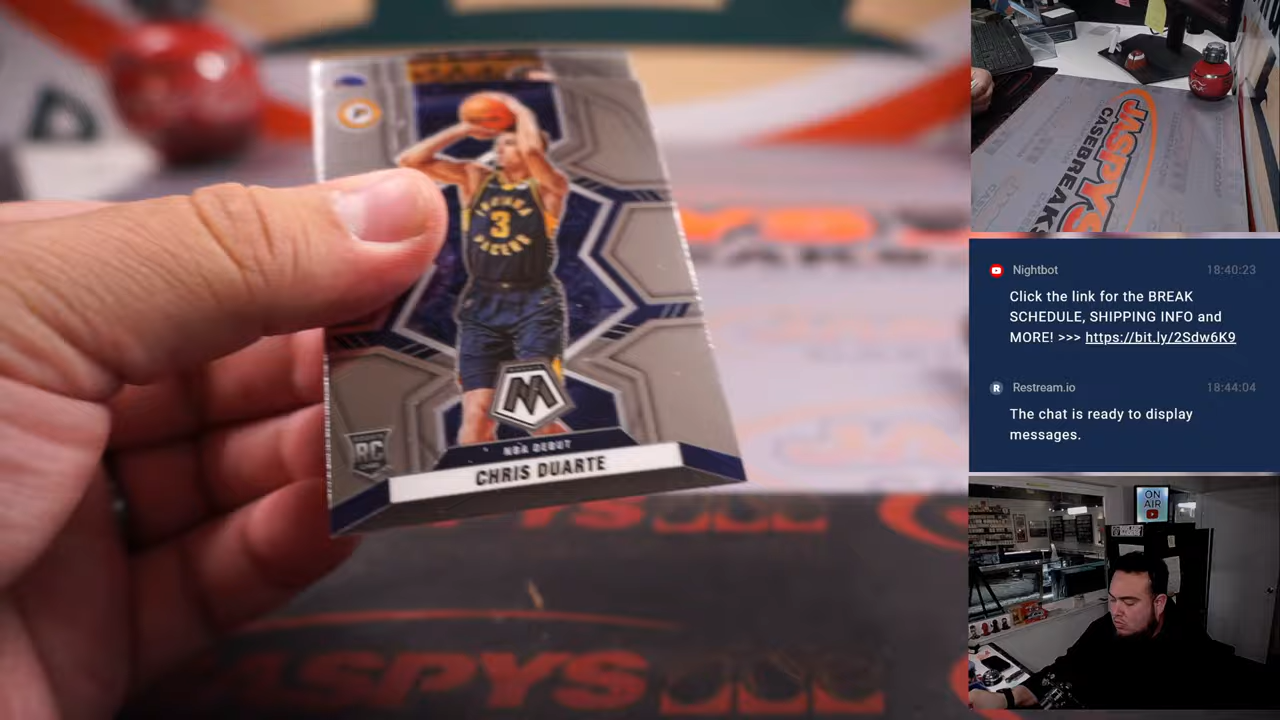 INDIANA
3
PACERS
RC
NBA DEBUT
CHRIS DUARTE
JASPYS
JASPYS
CASEBREAKS
Nightbot 18:40:23
Click the link for the BREAK
SCHEDULE, SHIPPING INFO and
MORE! >>> https://bit.ly/2Sdw6K9
R Restream.io 18:44:04
The chat is ready to display
messages.
ON
AIR